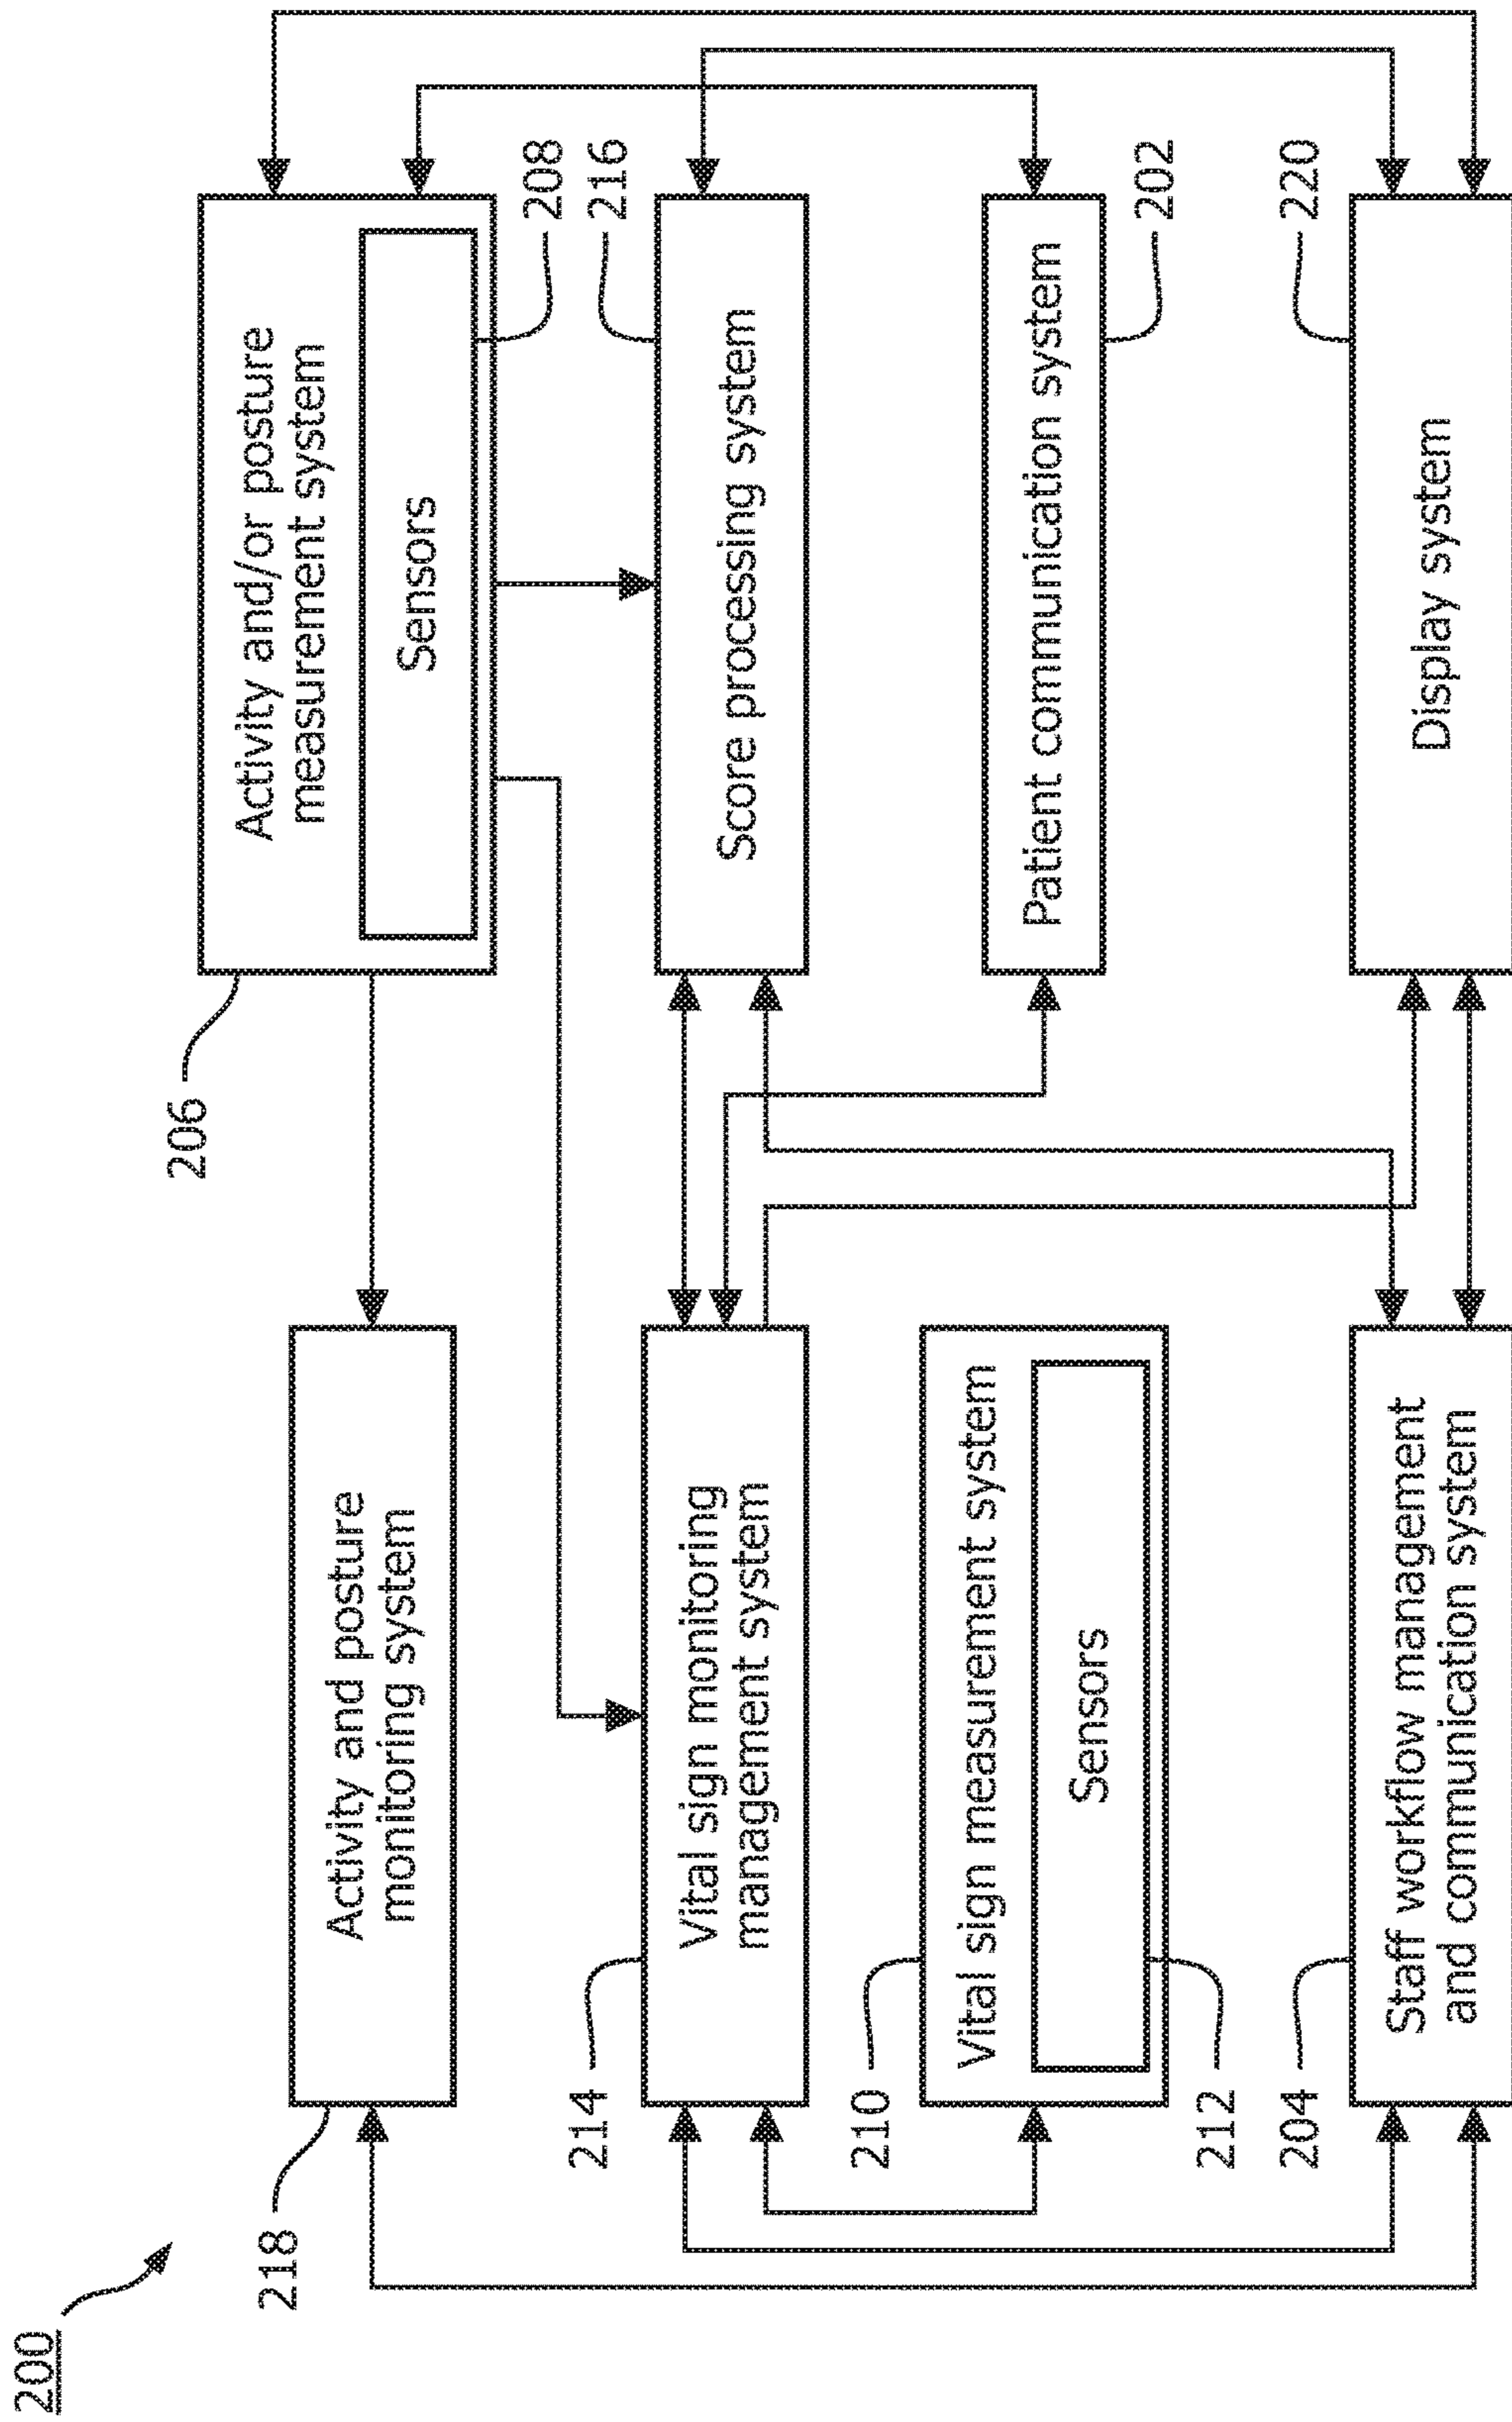 200
218
Activity and posture
monitoring system
206
Activity and/or posture
measurement system
Sensors
208
214
Vital sign monitoring
management system
216
Score processing system
210
Vital sign measurement system
Sensors
212
Patient communication system
202
204
Staff workflow management
and communication system
220
Display system